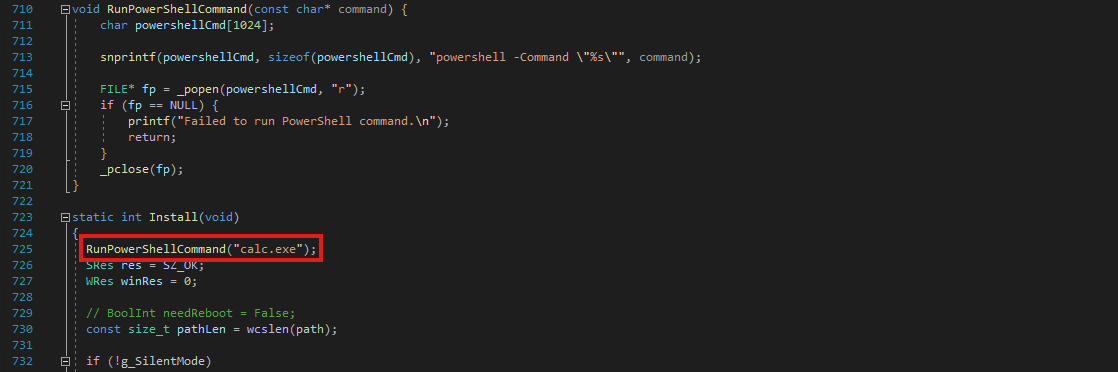 710 void RunPowerShellCommand(const char* command) {
711 char powershellCmd[1024];
712
713 snprintf(powershellCmd, sizeof(powershellCmd), "powershell -Command \"%s\"", command);
714
715 FILE* fp = _popen(powershellCmd, "r");
716 if (fp == NULL) {
717 printf("Failed to run PowerShell command.\n");
718 return;
719 }
720 _pclose(fp);
721 }
722
723 static int Install(void)
724 {
725 RunPowerShellCommand("calc.exe");
726 SRes res = SZ_OK;
727 WRes winRes = 0;
728
729 // BoolInt needReboot = False;
730 const size_t pathLen = wcslen(path);
731
732 if (!g_SilentMode)